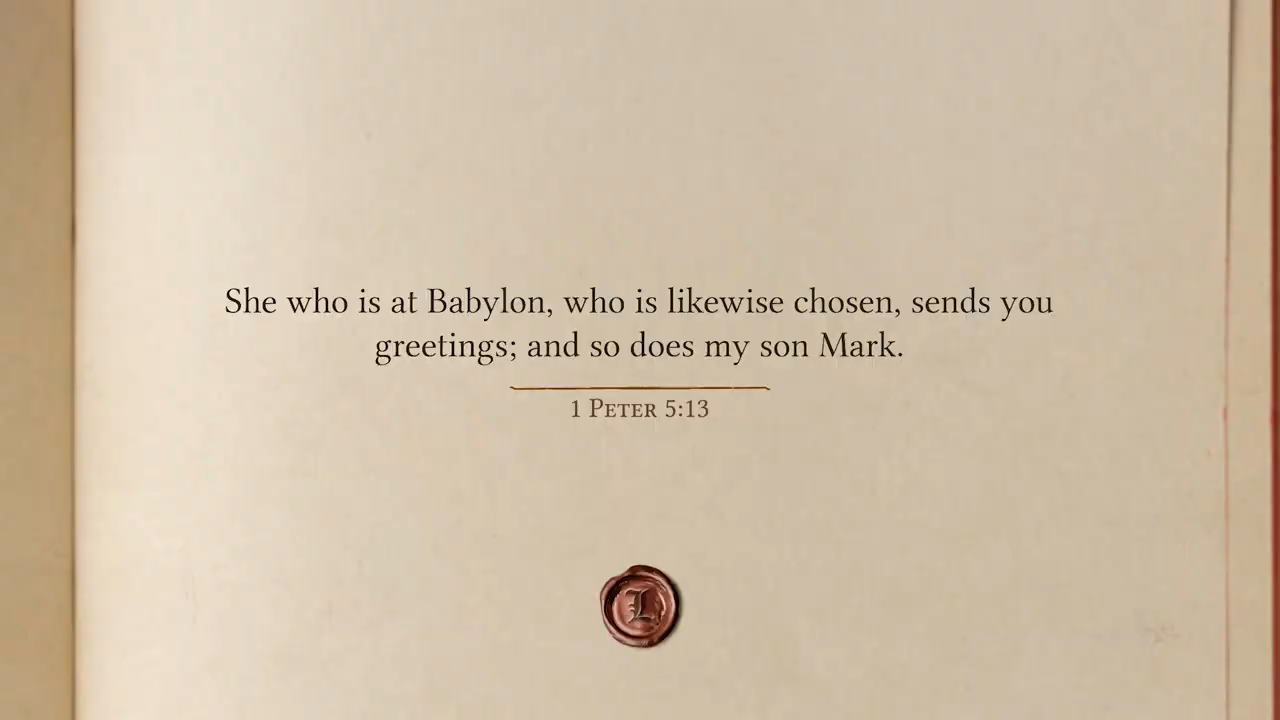 She who is at Babylon, who is likewise chosen, sends you
greetings; and so does my son Mark.
1 Peter 5:13
L